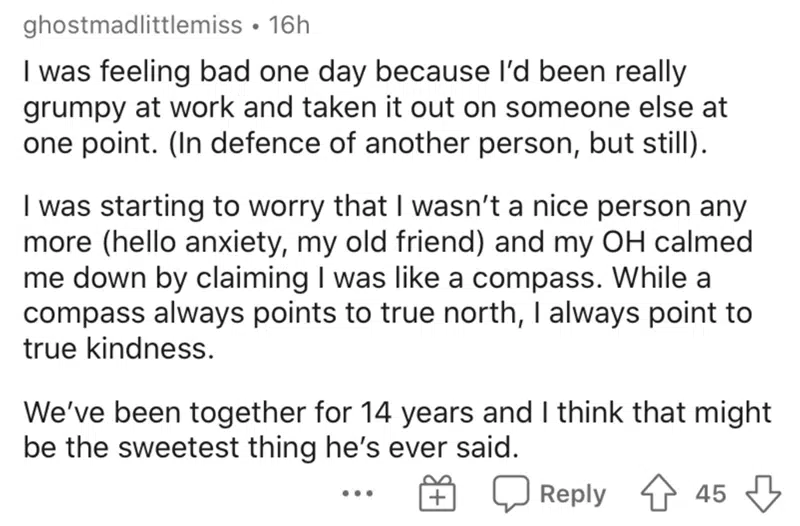 ghostmadlittlemiss • 16h
I was feeling bad one day because I’d been really
grumpy at work and taken it out on someone else at
one point. (In defence of another person, but still).
I was starting to worry that I wasn’t a nice person any
more (hello anxiety, my old friend) and my OH calmed
me down by claiming I was like a compass. While a
compass always points to true north, I always point to
true kindness.
We’ve been together for 14 years and I think that might
be the sweetest thing he’s ever said.
Reply 45